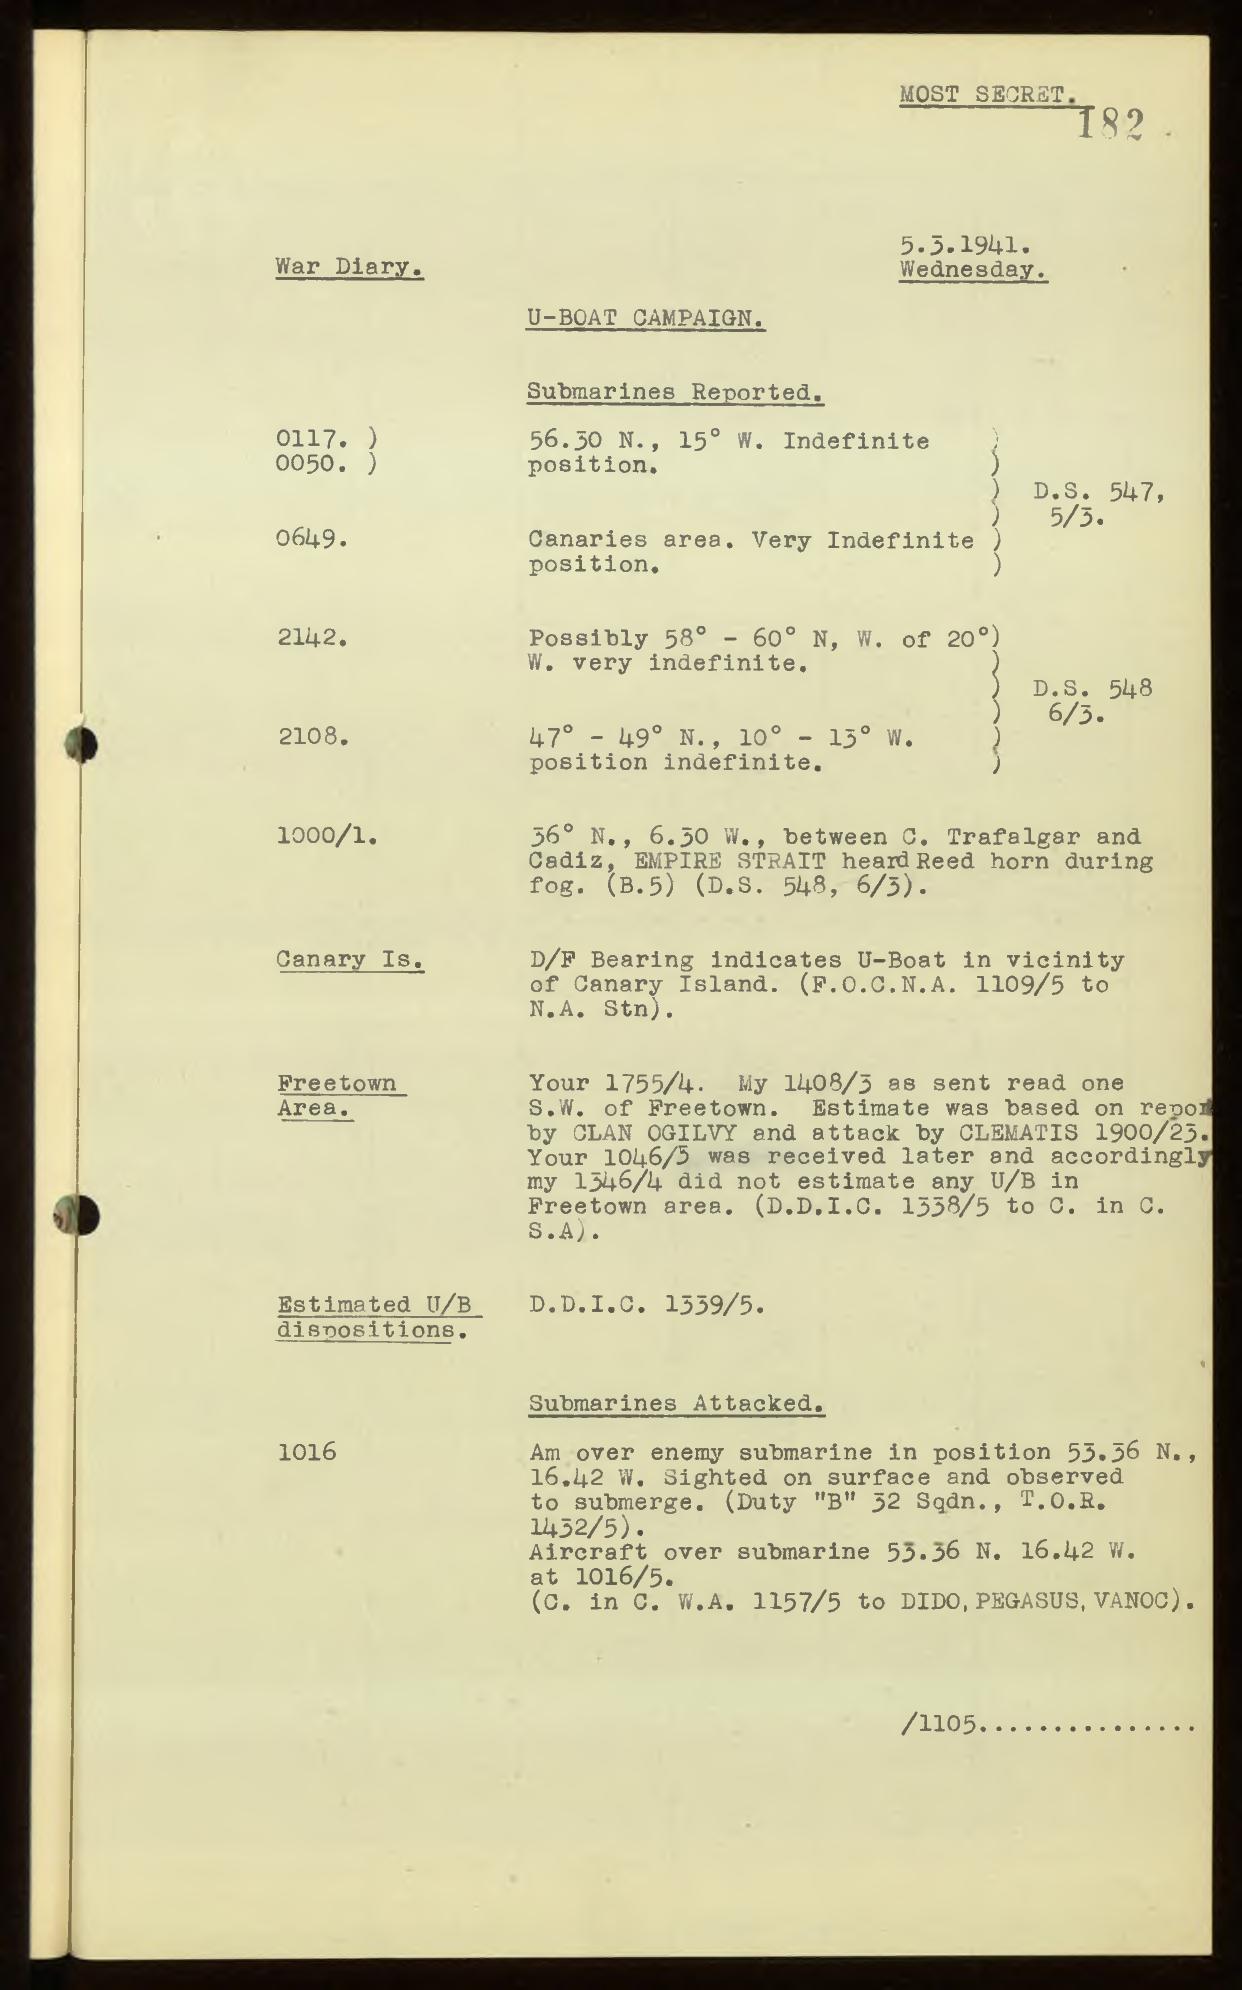 MOST SECRET.
182
5.3.1941.
War Diary.
Wednesday.
U-BOAT CAMPAIGN.
Submarines Reported.
0117. ) 56.30 N., 15° W. Indefinite )
0050. ) position. )
) D.S. 547,
) 5/3.
0649. Canaries area. Very Indefinite )
position. )
2142. Possibly 58° - 60° N, W. of 20°)
W. very indefinite. )
) D.S. 548
) 6/3.
2108. 47° - 49° N., 10° - 13° W. )
position indefinite. )
1000/1. 36° N., 6.30 W., between C. Trafalgar and
Cadiz, EMPIRE STRAIT heard Reed horn during
fog. (B.5) (D.S. 548, 6/3).
Canary Is. D/F Bearing indicates U-Boat in vicinity
of Canary Island. (F.O.C.N.A. 1109/5 to
N.A. Stn).
Freetown Your 1755/4. My 1408/3 as sent read one
Area. S.W. of Freetown. Estimate was based on repor
by CLAN OGILVY and attack by CLEMATIS 1900/23.
Your 1046/3 was received later and accordingly
my 1346/4 did not estimate any U/B in
Freetown area. (D.D.I.C. 1338/5 to C. in C.
S.A).
Estimated U/B D.D.I.C. 1339/5.
dispositions.
Submarines Attacked.
1016 Am over enemy submarine in position 53.36 N.,
16.42 W. Sighted on surface and observed
to submerge. (Duty "B" 32 Sqdn., T.O.R.
1432/5).
Aircraft over submarine 53.36 N. 16.42 W.
at 1016/5.
(C. in C. W.A. 1157/5 to DIDO, PEGASUS, VANOC).
/1105...............